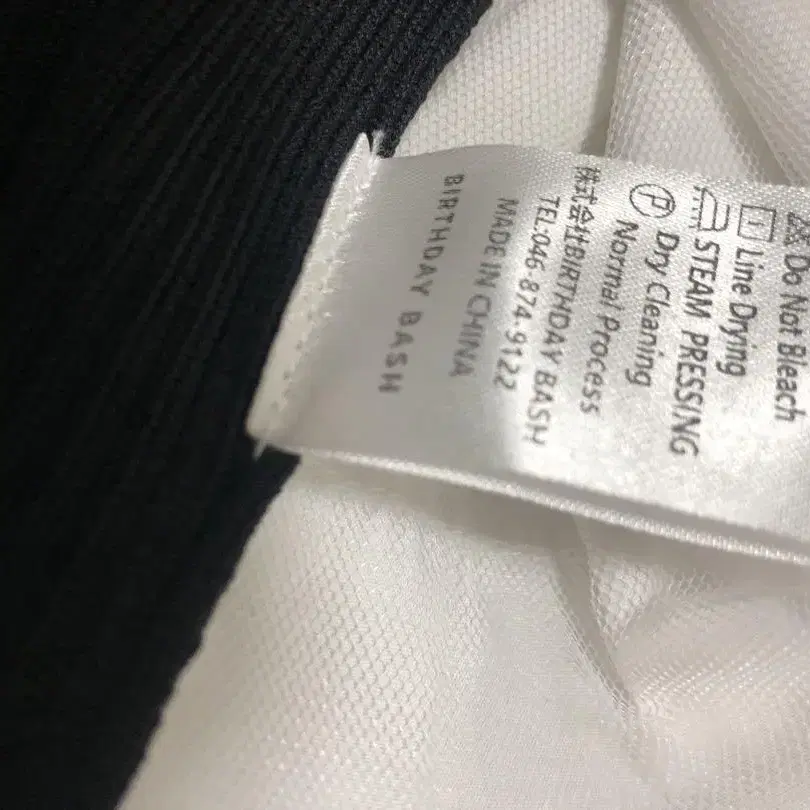 Do Not Bleach
Line Drying
STEAM PRESSING
P Dry Cleaning
Normal Process
株式会社BIRTHDAY BASH
TEL:046-874-9122
MADE IN CHINA
BIRTHDAY BASH